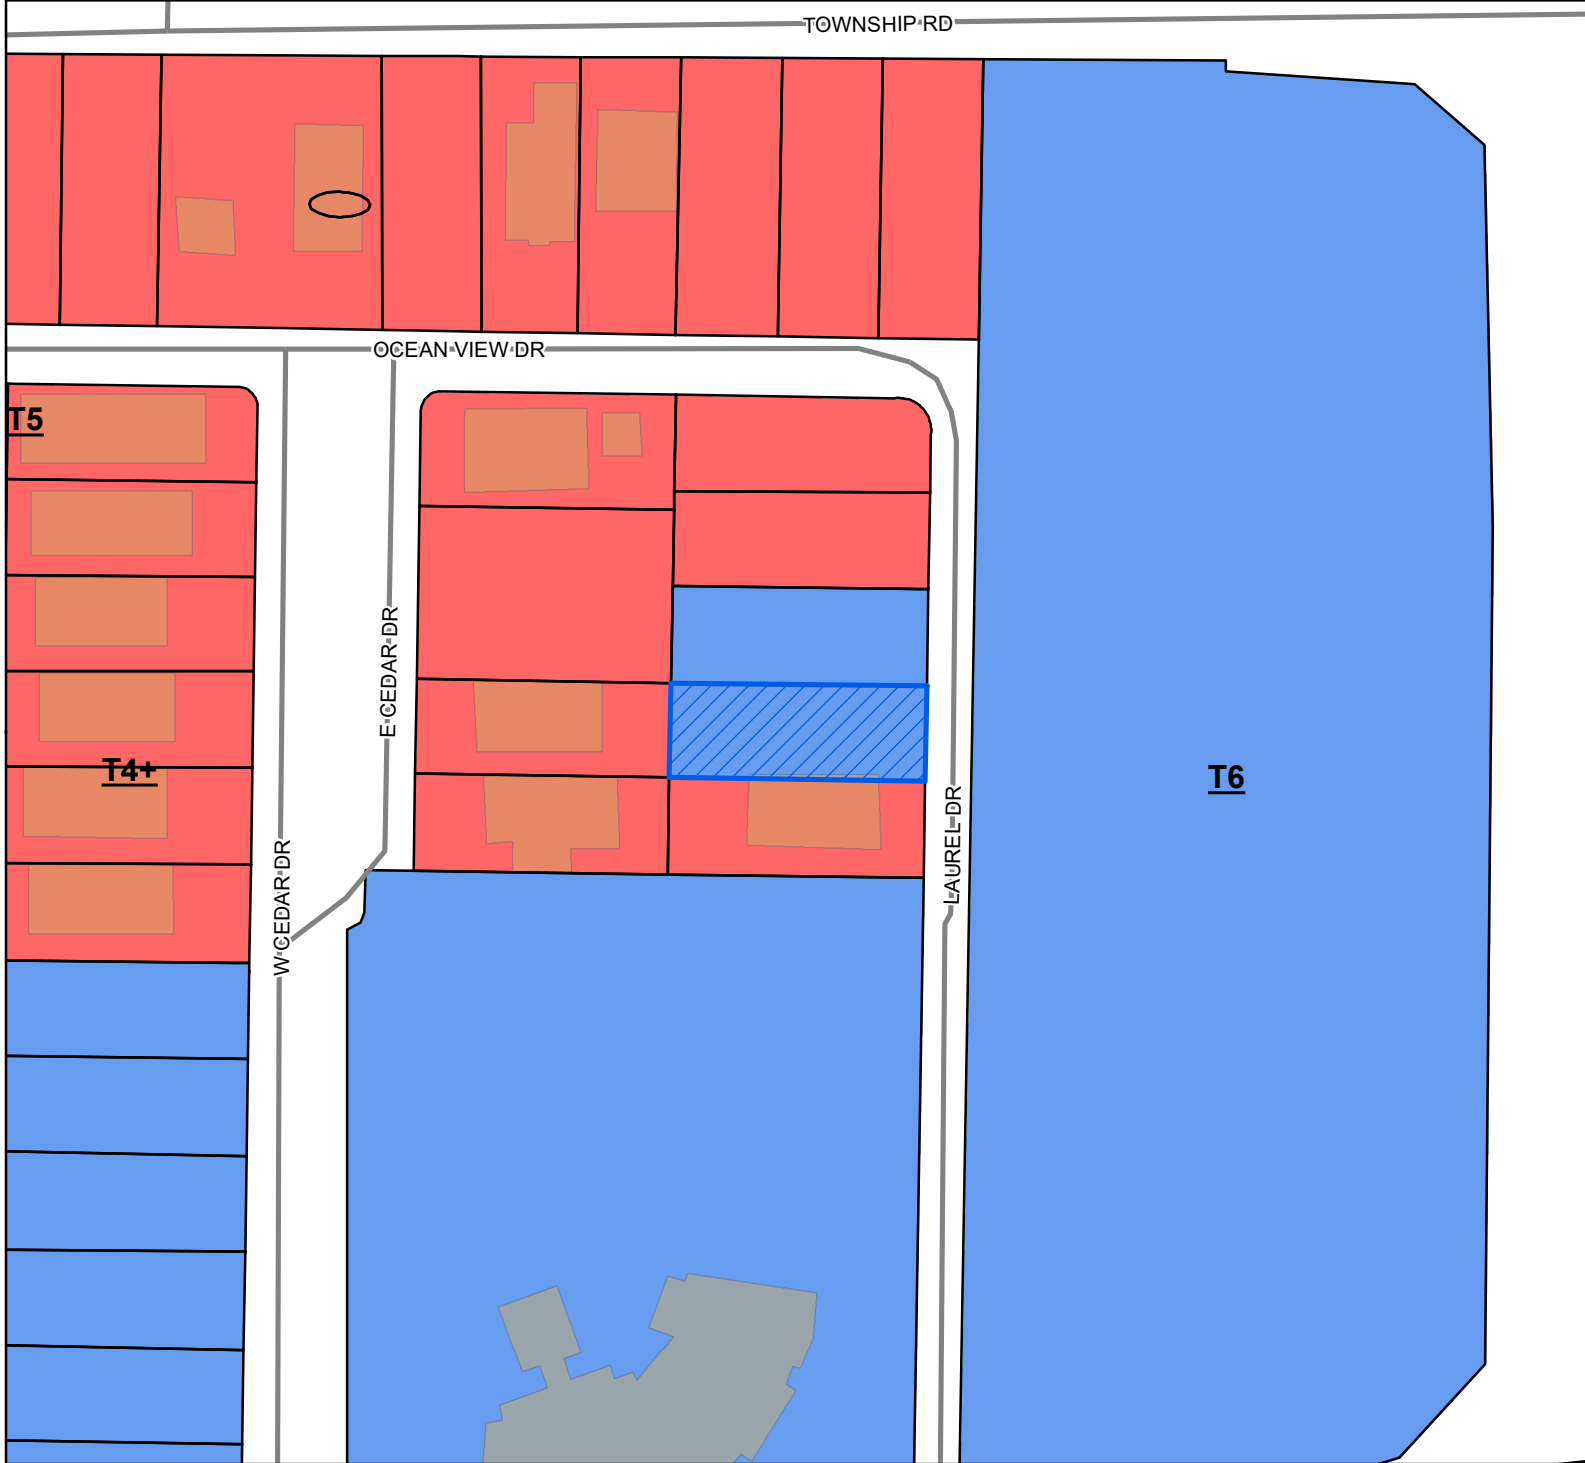 TOWNSHIP RD
OCEAN VIEW DR
T5
E CEDAR DR
T4+
T6
LAUREL DR
W CEDAR DR